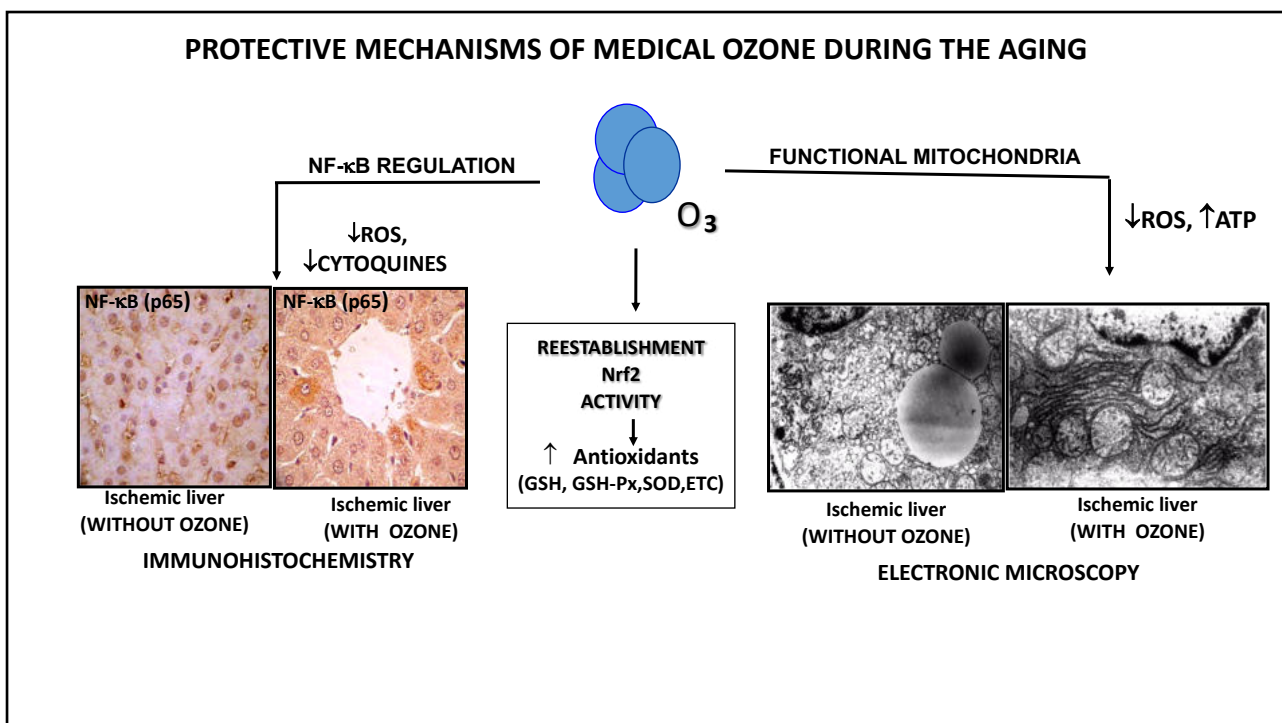 PROTECTIVE MECHANISMS OF MEDICAL OZONE DURING THE AGING
NF-κB REGULATION
FUNCTIONAL MITOCHONDRIA
O3
↓ROS,
↓CYTOQUINES
↓ROS, ↑ATP
NF-κB (p65)
NF-κB (p65)
Ischemic liver
(WITHOUT OZONE)
Ischemic liver
(WITH OZONE)
IMMUNOHISTOCHEMISTRY
REESTABLISHMENT
Nrf2
ACTIVITY
↑ Antioxidants
(GSH, GSH-Px,SOD,ETC)
Ischemic liver
(WITHOUT OZONE)
Ischemic liver
(WITH OZONE)
ELECTRONIC MICROSCOPY